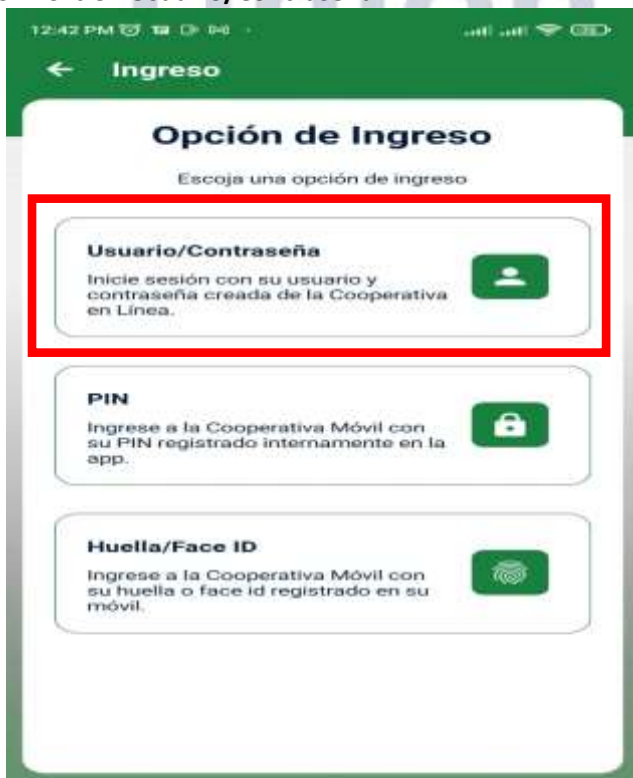 12:42 PM
Ingreso
Opción de Ingreso
Escoja una opción de ingreso
Usuario/Contraseña
Inicie sesión con su usuario y
contraseña creada de la Cooperativa
en Línea.
PIN
Ingrese a la Cooperativa Móvil con
su PIN registrado internamente en la
app.
Huella/Face ID
Ingrese a la Cooperativa Móvil con
su huella o face id registrado en su
móvil.